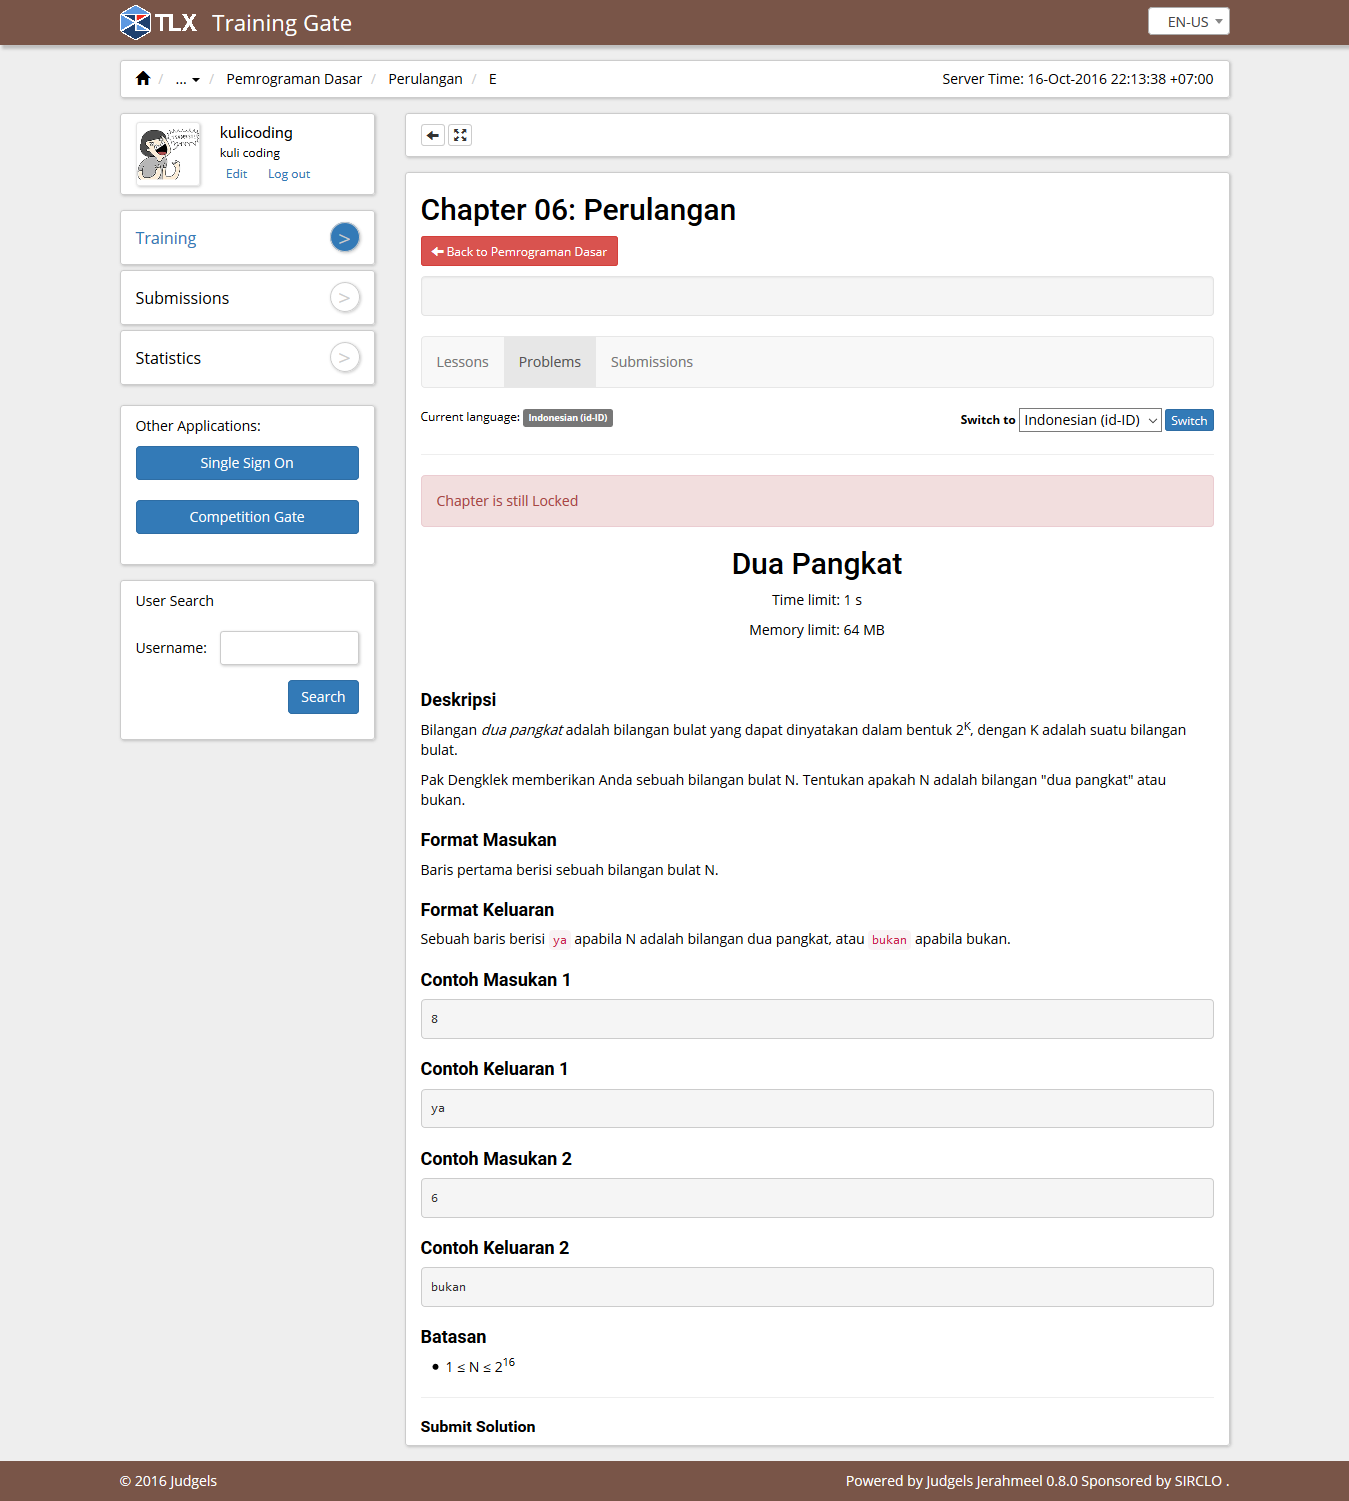 TLX Training Gate
EN-US
... Pemrograman Dasar / Perulangan / E
Server Time: 16-Oct-2016 22:13:38 +07:00
kulicoding
kuli coding
Edit Log out
Training >
Submissions >
Statistics >
Other Applications:
Single Sign On
Competition Gate
User Search
Username:
Search
Chapter 06: Perulangan
Back to Pemrograman Dasar
Lessons Problems Submissions
Current language: Indonesian (id-ID)
Switch to Indonesian (id-ID) Switch
Chapter is still Locked
Dua Pangkat
Time limit: 1 s
Memory limit: 64 MB
Deskripsi
Bilangan dua pangkat adalah bilangan bulat yang dapat dinyatakan dalam bentuk 2^K, dengan K adalah suatu bilangan
bulat.
Pak Dengklek memberikan Anda sebuah bilangan bulat N. Tentukan apakah N adalah bilangan "dua pangkat" atau
bukan.
Format Masukan
Baris pertama berisi sebuah bilangan bulat N.
Format Keluaran
Sebuah baris berisi ya apabila N adalah bilangan dua pangkat, atau bukan apabila bukan.
Contoh Masukan 1
8
Contoh Keluaran 1
ya
Contoh Masukan 2
6
Contoh Keluaran 2
bukan
Batasan
• 1 ≤ N ≤ 2^16
Submit Solution
© 2016 Judgels
Powered by Judgels Jerahmeel 0.8.0 Sponsored by SIRCLO .